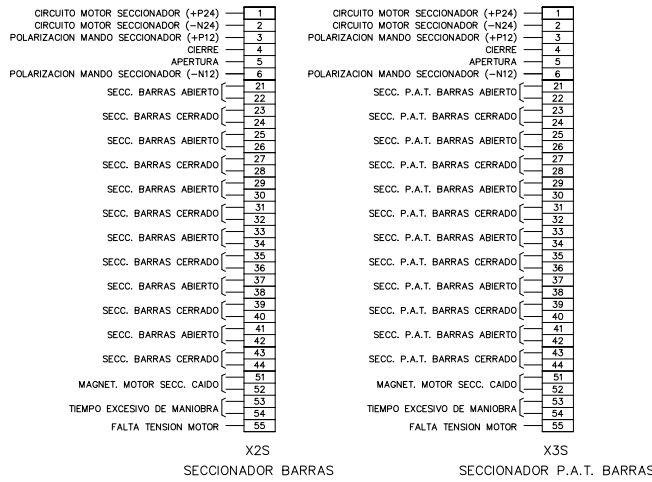 CIRCUITO MOTOR SECCIONADOR (+P24) 1
CIRCUITO MOTOR SECCIONADOR (−N24) 2
POLARIZACION MANDO SECCIONADOR (+P12) 3
CIERRE 4
APERTURA 5
POLARIZACION MANDO SECCIONADOR (−N12) 6
SECC. BARRAS ABIERTO 21
22
SECC. BARRAS CERRADO 23
24
SECC. BARRAS ABIERTO 25
26
SECC. BARRAS CERRADO 27
28
SECC. BARRAS ABIERTO 29
30
SECC. BARRAS CERRADO 31
32
SECC. BARRAS ABIERTO 33
34
SECC. BARRAS CERRADO 35
36
SECC. BARRAS ABIERTO 37
38
SECC. BARRAS CERRADO 39
40
SECC. BARRAS ABIERTO 41
42
SECC. BARRAS CERRADO 43
44
MAGNET. MOTOR SECC. CAIDO 51
52
TIEMPO EXCESIVO DE MANIOBRA 53
54
FALTA TENSION MOTOR 55
X2S
SECCIONADOR BARRAS
CIRCUITO MOTOR SECCIONADOR (+P24) 1
CIRCUITO MOTOR SECCIONADOR (−N24) 2
POLARIZACION MANDO SECCIONADOR (+P12) 3
CIERRE 4
APERTURA 5
POLARIZACION MANDO SECCIONADOR (−N12) 6
SECC. P.A.T. BARRAS ABIERTO 21
22
SECC. P.A.T. BARRAS CERRADO 23
24
SECC. P.A.T. BARRAS ABIERTO 25
26
SECC. P.A.T. BARRAS CERRADO 27
28
SECC. P.A.T. BARRAS ABIERTO 29
30
SECC. P.A.T. BARRAS CERRADO 31
32
SECC. P.A.T. BARRAS ABIERTO 33
34
SECC. P.A.T. BARRAS CERRADO 35
36
SECC. P.A.T. BARRAS ABIERTO 37
38
SECC. P.A.T. BARRAS CERRADO 39
40
SECC. P.A.T. BARRAS ABIERTO 41
42
SECC. P.A.T. BARRAS CERRADO 43
44
MAGNET. MOTOR SECC. CAIDO 51
52
TIEMPO EXCESIVO DE MANIOBRA 53
54
FALTA TENSION MOTOR 55
X3S
SECCIONADOR P.A.T. BARRAS